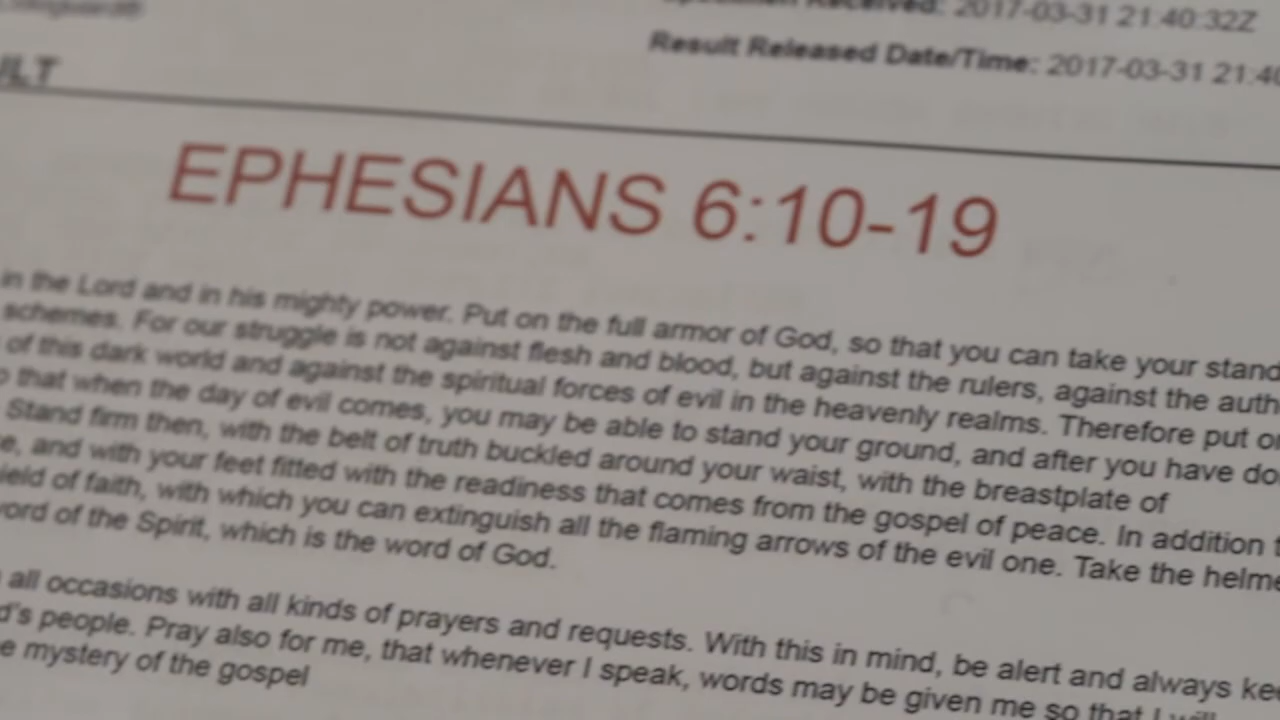 Received: 2017-03-31 21:40:32Z
Result Released Date/Time: 2017-03-31 21:40
ULT
EPHESIANS 6:10-19
in the Lord and in his mighty power. Put on the full armor of God, so that you can take your stand
schemes. For our struggle is not against flesh and blood, but against the rulers, against the auth
of this dark world and against the spiritual forces of evil in the heavenly realms. Therefore put o
that when the day of evil comes, you may be able to stand your ground, and after you have do
Stand firm then, with the belt of truth buckled around your waist, with the breastplate of
e, and with your feet fitted with the readiness that comes from the gospel of peace. In addition t
ield of faith, with which you can extinguish all the flaming arrows of the evil one. Take the helme
word of the Spirit, which is the word of God.
all occasions with all kinds of prayers and requests. With this in mind, be alert and always kee
d's people. Pray also for me, that whenever I speak, words may be given me so that I will
e mystery of the gospel